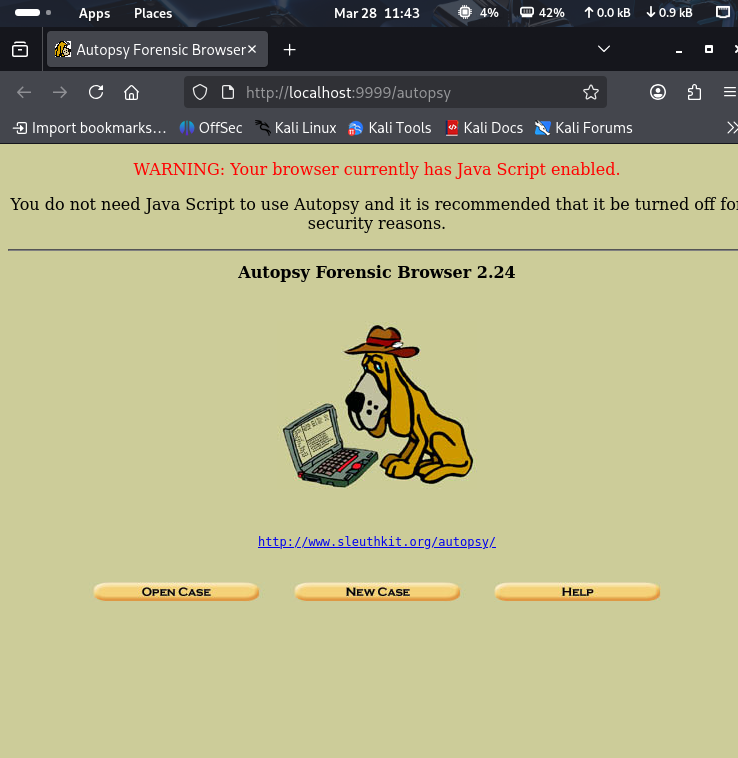 Apps Places Mar 28 11:43 4% 42% 0.0 kB 0.9 kB
Autopsy Forensic Browser
http://localhost:9999/autopsy
Import bookmarks... OffSec Kali Linux Kali Tools Kali Docs Kali Forums
WARNING: Your browser currently has Java Script enabled.
You do not need Java Script to use Autopsy and it is recommended that it be turned off for
security reasons.
Autopsy Forensic Browser 2.24
http://www.sleuthkit.org/autopsy/
OPEN CASE NEW CASE HELP